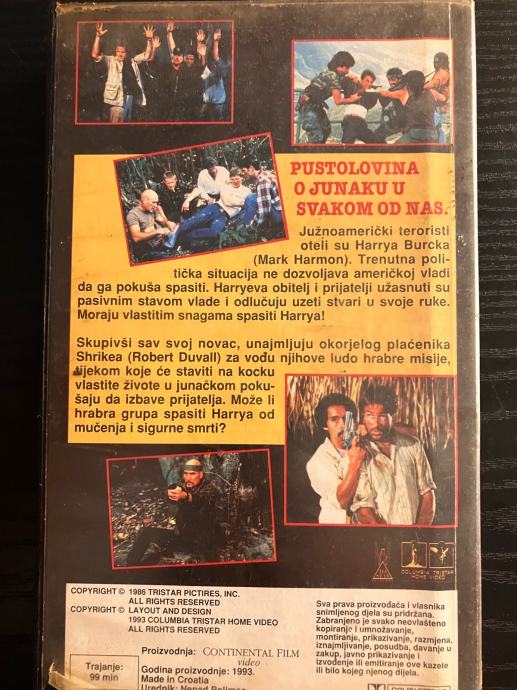 PUSTOLOVINA
O JUNAKU U
SVAKOM OD NAS.
Južnoamerički teroristi
oteli su Harrya Burcka
(Mark Harmon). Trenutna poli-
tička situacija ne dozvoljava američkoj vladi
da ga pokuša spasiti. Harryeva obitelj i prijatelji užasnuti su
pasivnim stavom vlade i odlučuju uzeti stvari u svoje ruke.
Moraju vlastitim snagama spasiti Harrya!
Skupivši sav svoj novac, unajmljuju okorjelog plaćenika
Shrikea (Robert Duvall) za vođu njihove ludo hrabre misije,
tijekom koje će staviti na kocku
vlastite živote u junačkom poku-
šaju da izbave prijatelja. Može li
hrabra grupa spasiti Harrya od
mučenja i sigurne smrti?
COLUMBIA TRISTAR
HOME VIDEO
COPYRIGHT © 1986 TRISTAR PICTIRES, INC.
ALL RIGHTS RESERVED
COPYRIGHT © LAYOUT AND DESIGN
1993 COLUMBIA TRISTAR HOME VIDEO
ALL RIGHTS RESERVED
Sva prava proizvođača i vlasnika
snimljenog djela su pridržana.
Zabranjeno je svako neovlašteno
kopiranje i umnožavanje,
montiranje, prikazivanje, razmjena,
iznajmljivanje, posudba, davanje u
zakup, javno prikazivanje i
izvođenje ili emitiranje ove kazete
ili bilo kojeg njenog dijela.
Trajanje:
99 min
Proizvodnja: CONTINENTAL FILM
video
Godina proizvodnje: 1993.
Made in Croatia
Urednik: Nenad